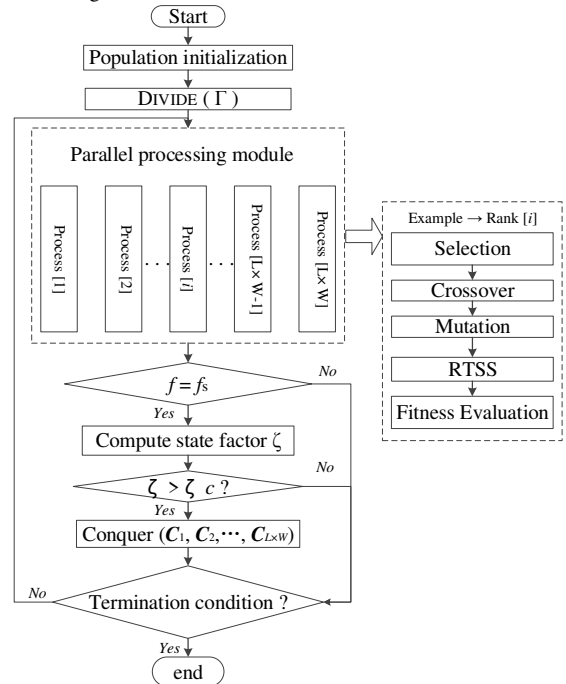 Start
Population initialization
DIVIDE ( Γ )
Parallel processing module
Process [1]
Process [2]
···
Process [i]
···
Process [L×W-1]
Process [L×W]
Example → Rank [i]
Selection
Crossover
Mutation
RTSS
Fitness Evaluation
f = fs
No
Yes
Compute state factor ζ
No
ζ > ζ c ?
Yes
Conquer (C1, C2,···, CL×W)
No
Termination condition ?
Yes
end